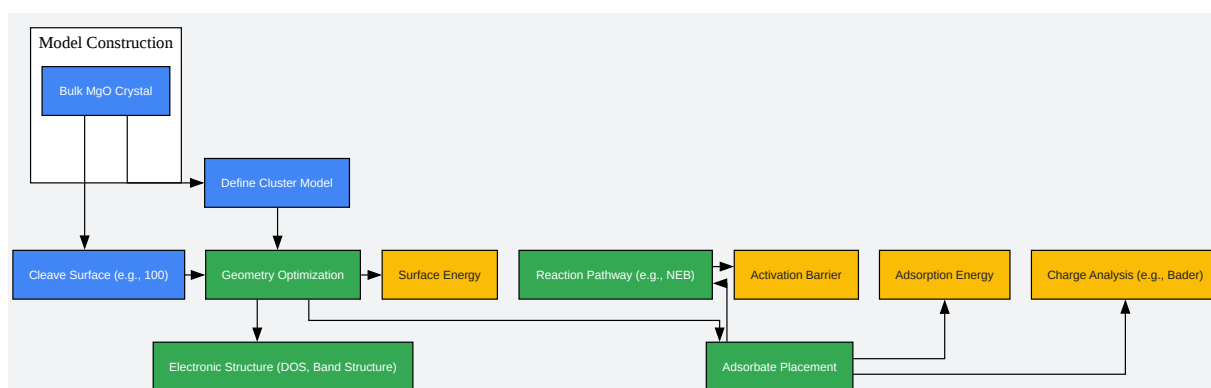 Model Construction
Bulk MgO Crystal
Define Cluster Model
Cleave Surface (e.g., 100)
Geometry Optimization
Surface Energy
Reaction Pathway (e.g., NEB)
Activation Barrier
Adsorption Energy
Charge Analysis (e.g., Bader)
Electronic Structure (DOS, Band Structure)
Adsorbate Placement